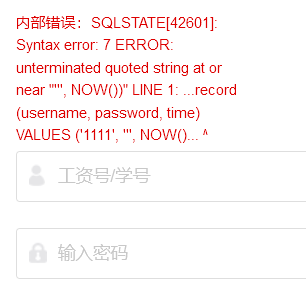 内部错误：SQLSTATE[42601]:
Syntax error: 7 ERROR:
unterminated quoted string at or
near "'", NOW())" LINE 1: ...record
(username, password, time)
VALUES ('1111', ''', NOW()... ^
工资号/学号
输入密码